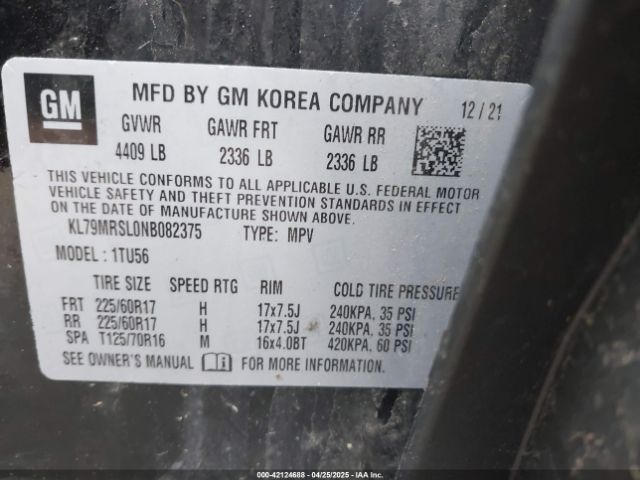 GM
MFD BY GM KOREA COMPANY 12 / 21
GVWR GAWR FRT GAWR RR
4409 LB 2336 LB 2336 LB
THIS VEHICLE CONFORMS TO ALL APPLICABLE U.S. FEDERAL MOTOR
VEHICLE SAFETY AND THEFT PREVENTION STANDARDS IN EFFECT
ON THE DATE OF MANUFACTURE SHOWN ABOVE.
KL79MRSL0NB082375 TYPE: MPV
MODEL : 1TU56
TIRE SIZE SPEED RTG RIM COLD TIRE PRESSURE
FRT 225/60R17 H 17x7.5J 240KPA, 35 PSI
RR 225/60R17 H 17x7.5J 240KPA, 35 PSI
SPA T125/70R16 M 16x4.0BT 420KPA, 60 PSI
SEE OWNER'S MANUAL FOR MORE INFORMATION.
000-42124688 - 04/25/2025 - IAAI.COM